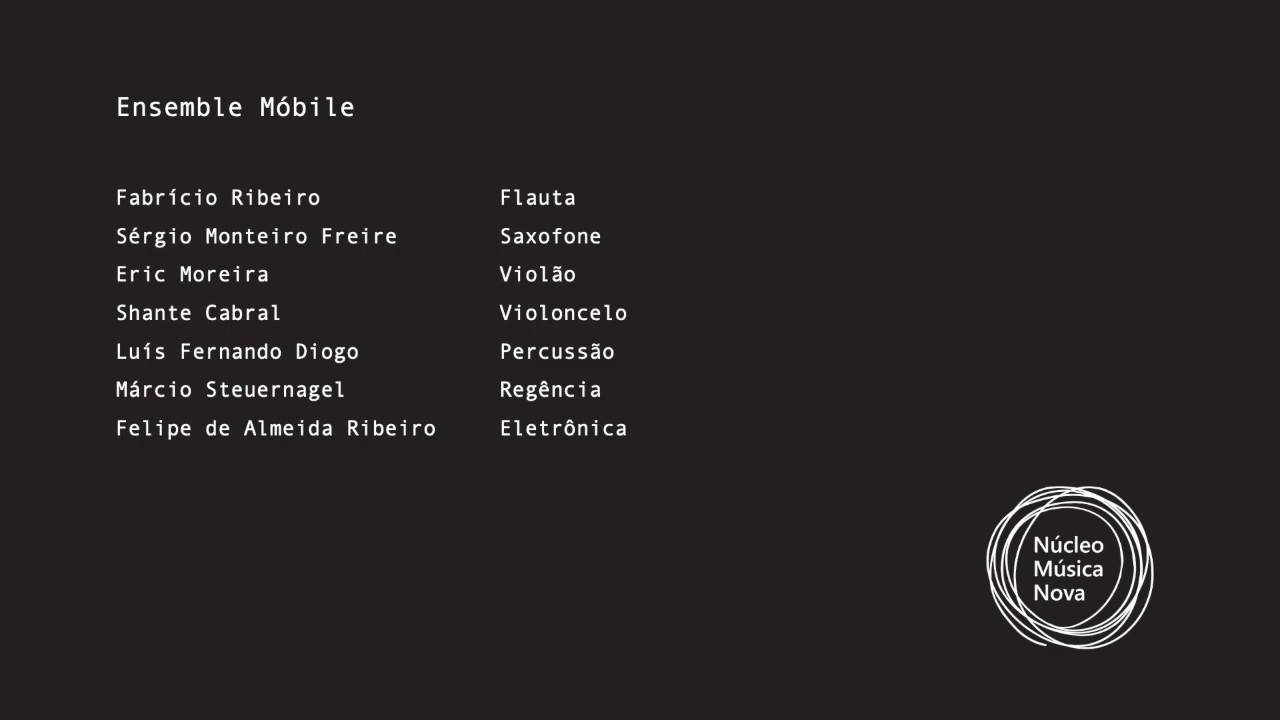 Ensemble Móbile
Fabrício Ribeiro Flauta
Sérgio Monteiro Freire Saxofone
Eric Moreira Violão
Shante Cabral Violoncelo
Luís Fernando Diogo Percussão
Márcio Steuernagel Regência
Felipe de Almeida Ribeiro Eletrônica
Núcleo
Música
Nova